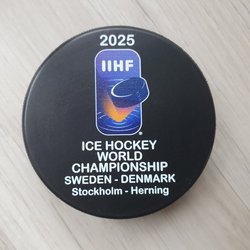 2025
IIHF
ICE HOCKEY
WORLD
CHAMPIONSHIP
SWEDEN - DENMARK
Stockholm - Herning